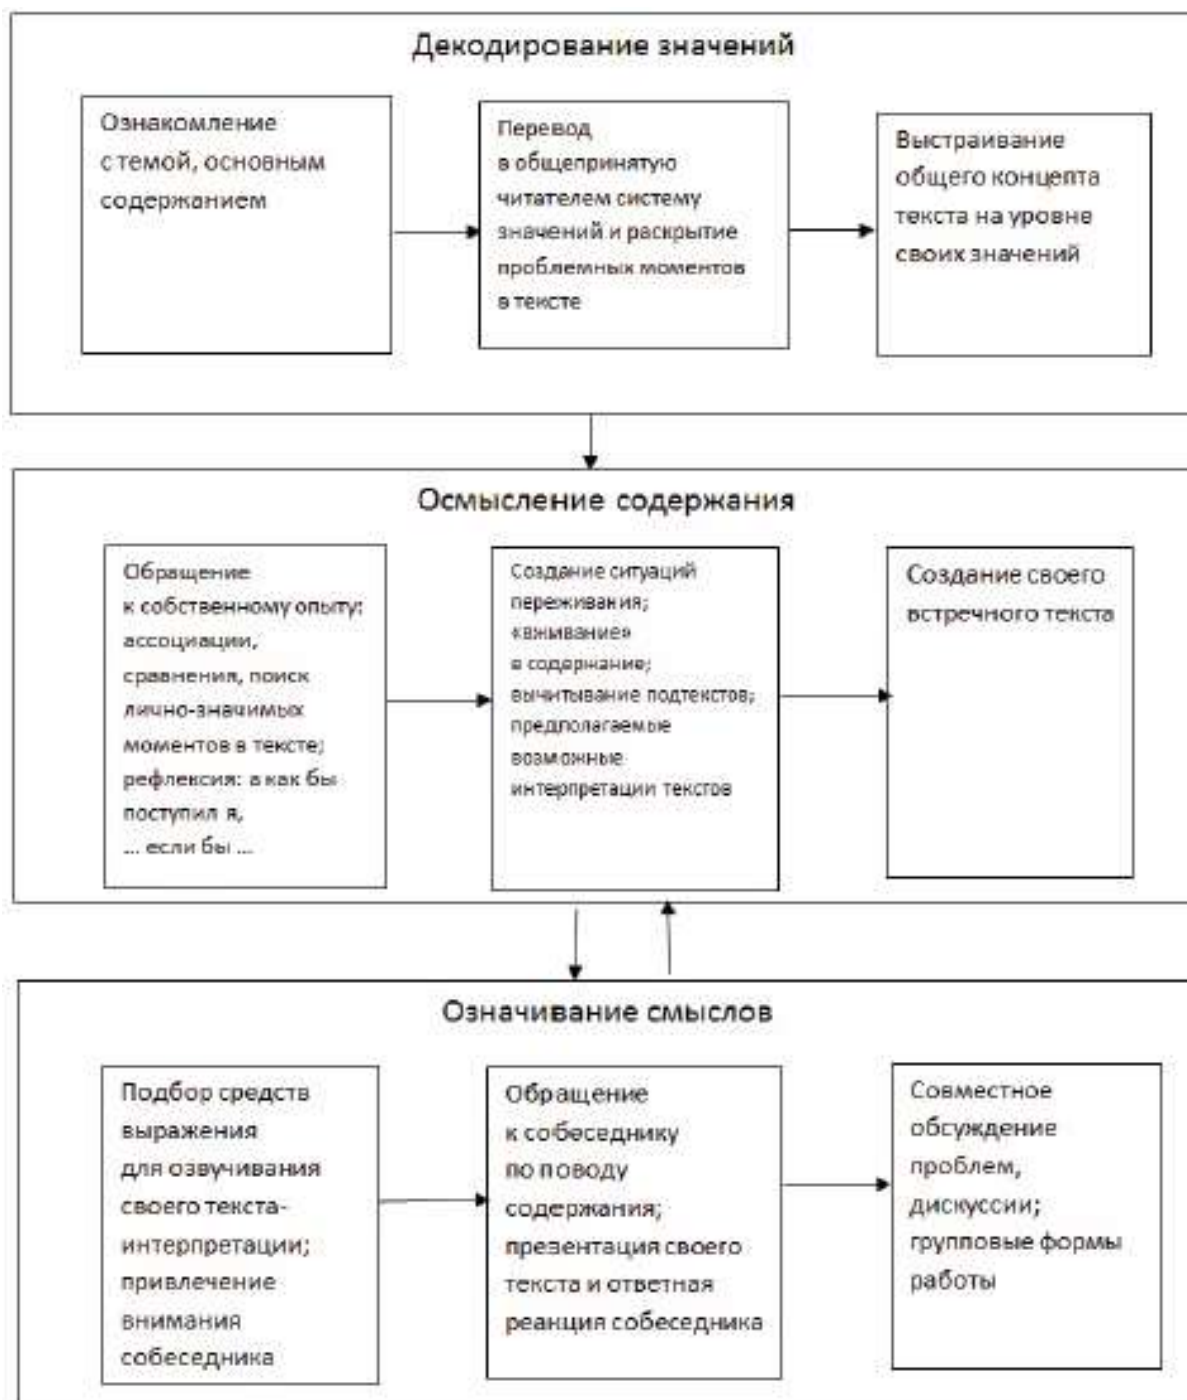 Декодирование значений
Ознакомление
с темой, основным
содержанием
Перевод
в общепринятую
читателем систему
значений и раскрытие
проблемных моментов
в тексте
Выстраивание
общего концепта
текста на уровне
своих значений
Осмысление содержания
Обращение
к собственному опыту:
ассоциации,
сравнения, поиск
лично-значимых
моментов в тексте;
рефлексия: а как бы
поступил я,
... если бы ...
Создание ситуаций
переживания;
«вживание»
в содержание;
вычитывание подтекстов;
предполагаемые
возможные
интерпретации текстов
Создание своего
встречного текста
Означивание смыслов
Подбор средств
выражения
для озвучивания
своего текста-
интерпретации;
привлечение
внимания
собеседника
Обращение
к собеседнику
по поводу
содержания;
презентация своего
текста и ответная
реакция собеседника
Совместное
обсуждение
проблем,
дискуссии;
групповые формы
работы